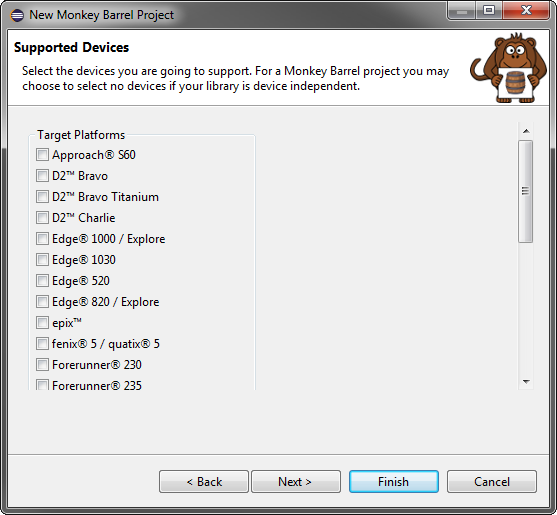 New Monkey Barrel Project
Supported Devices
Select the devices you are going to support. For a Monkey Barrel project you may
choose to select no devices if your library is device independent.
Target Platforms
Approach® S60
D2™ Bravo
D2™ Bravo Titanium
D2™ Charlie
Edge® 1000 / Explore
Edge® 1030
Edge® 520
Edge® 820 / Explore
epix™
fenix® 5 / quatix® 5
Forerunner® 230
Forerunner® 235
< Back
Next >
Finish
Cancel